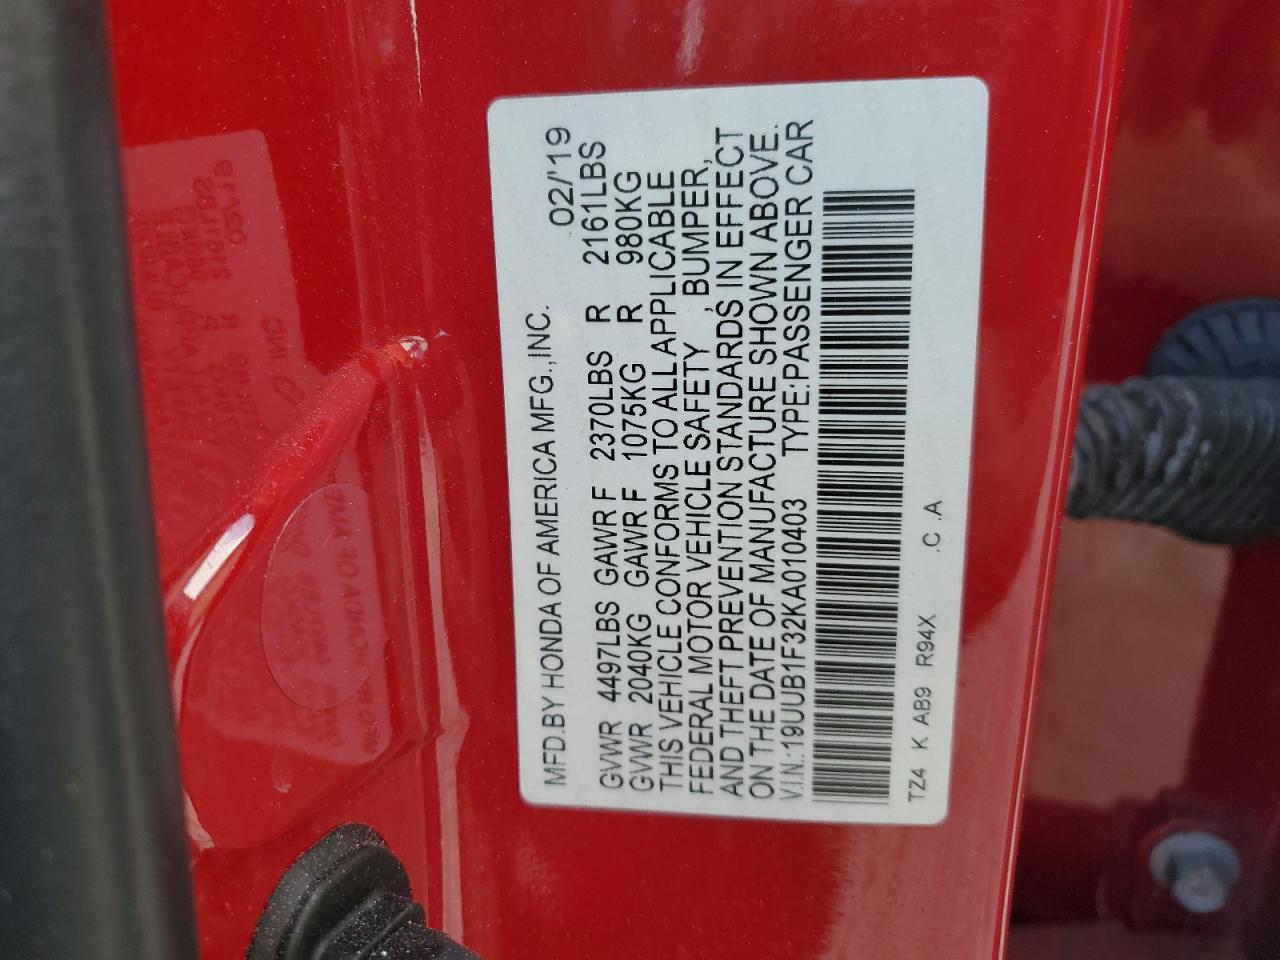 MFD.BY HONDA OF AMERICA MFG.,INC. 02/'19
GVWR 4497LBS GAWR F 2370LBS R 2161LBS
GVWR 2040KG GAWR F 1075KG R 980KG
THIS VEHICLE CONFORMS TO ALL APPLICABLE
FEDERAL MOTOR VEHICLE SAFETY , BUMPER,
AND THEFT PREVENTION STANDARDS IN EFFECT
ON THE DATE OF MANUFACTURE SHOWN ABOVE.
V.I.N.:19UUB1F32KA010403 TYPE:PASSENGER CAR
TZ4 K AB9 R94X .C .A